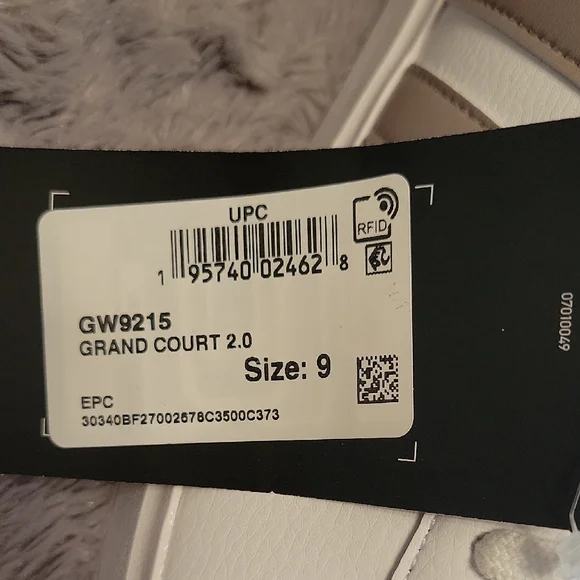 UPC
RFID
1 95740 02462 8
GW9215
GRAND COURT 2.0
Size: 9
EPC
30340BF27002678C3500C373
07010049